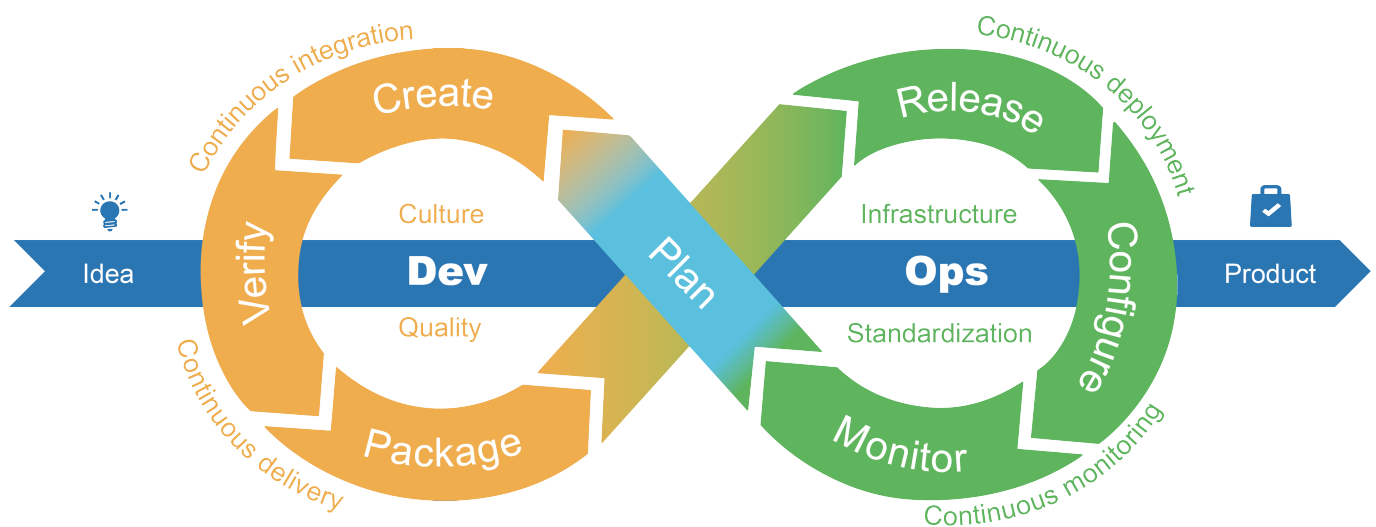 Continuous integration
Create
Verify
Continuous delivery
Package
Culture
Dev
Quality
Idea
Plan
Continuous deployment
Release
Configure
Continuous monitoring
Monitor
Infrastructure
Ops
Standardization
Product